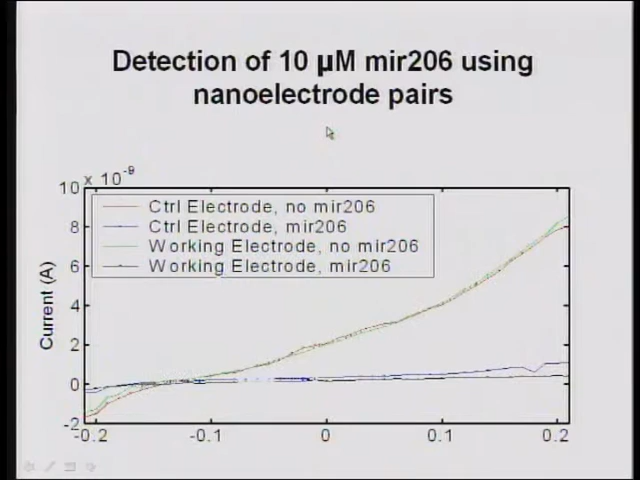 Detection of 10 µM mir206 using
nanoelectrode pairs
10 x 10^-9
Ctrl Electrode, no mir206
Ctrl Electrode, mir206
Working Electrode, no mir206
Working Electrode, mir206
8
6
4
2
0
-2
Current (A)
-0.2 -0.1 0 0.1 0.2